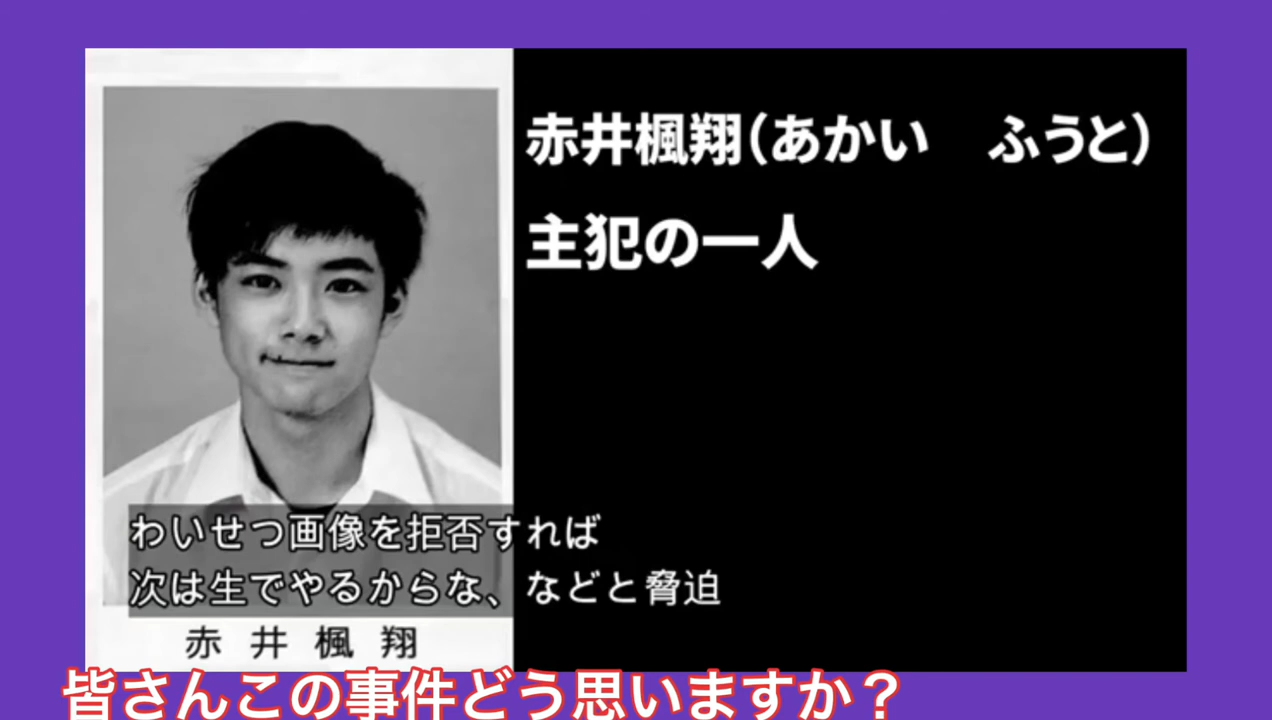 赤井楓翔(あかい　ふうと)
主犯の一人
わいせつ画像を拒否すれば
次は生でやるからな、などと脅迫
赤井楓翔
皆さんこの事件どう思いますか？